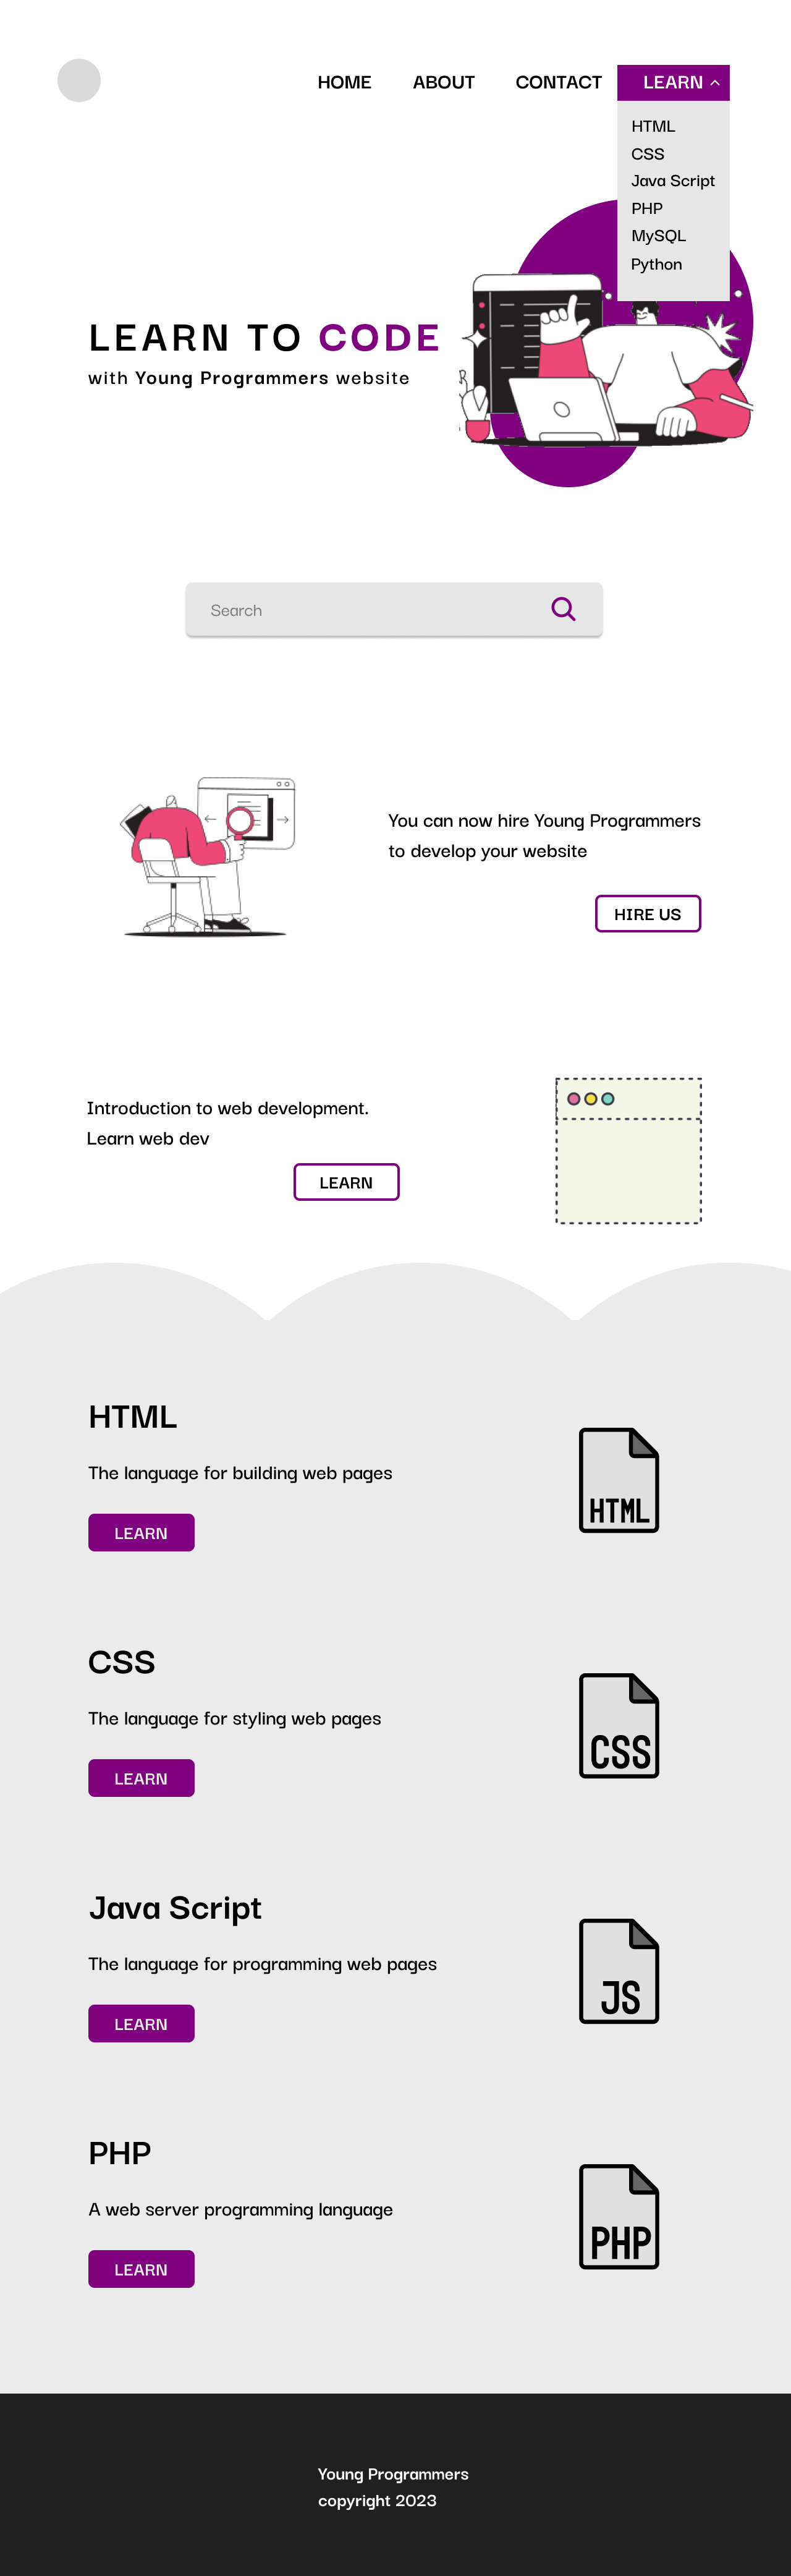 HOME ABOUT CONTACT LEARN
HTML
CSS
Java Script
PHP
MySQL
Python
LEARN TO CODE
with Young Programmers website
Search
You can now hire Young Programmers
to develop your website
HIRE US
Introduction to web development.
Learn web dev
LEARN
HTML
The language for building web pages
LEARN
HTML
CSS
The language for styling web pages
LEARN
CSS
Java Script
The language for programming web pages
LEARN
JS
PHP
A web server programming language
LEARN
PHP
Young Programmers
copyright 2023